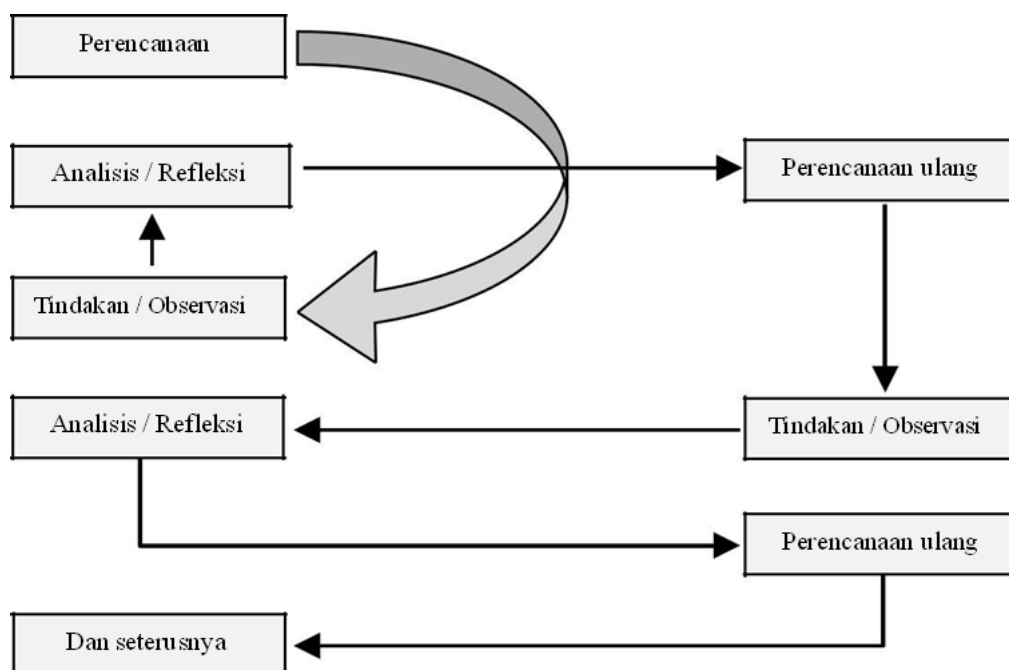 Perencanaan
Analisis / Refleksi
Perencanaan ulang
Tindakan / Observasi
Analisis / Refleksi
Tindakan / Observasi
Perencanaan ulang
Dan seterusnya